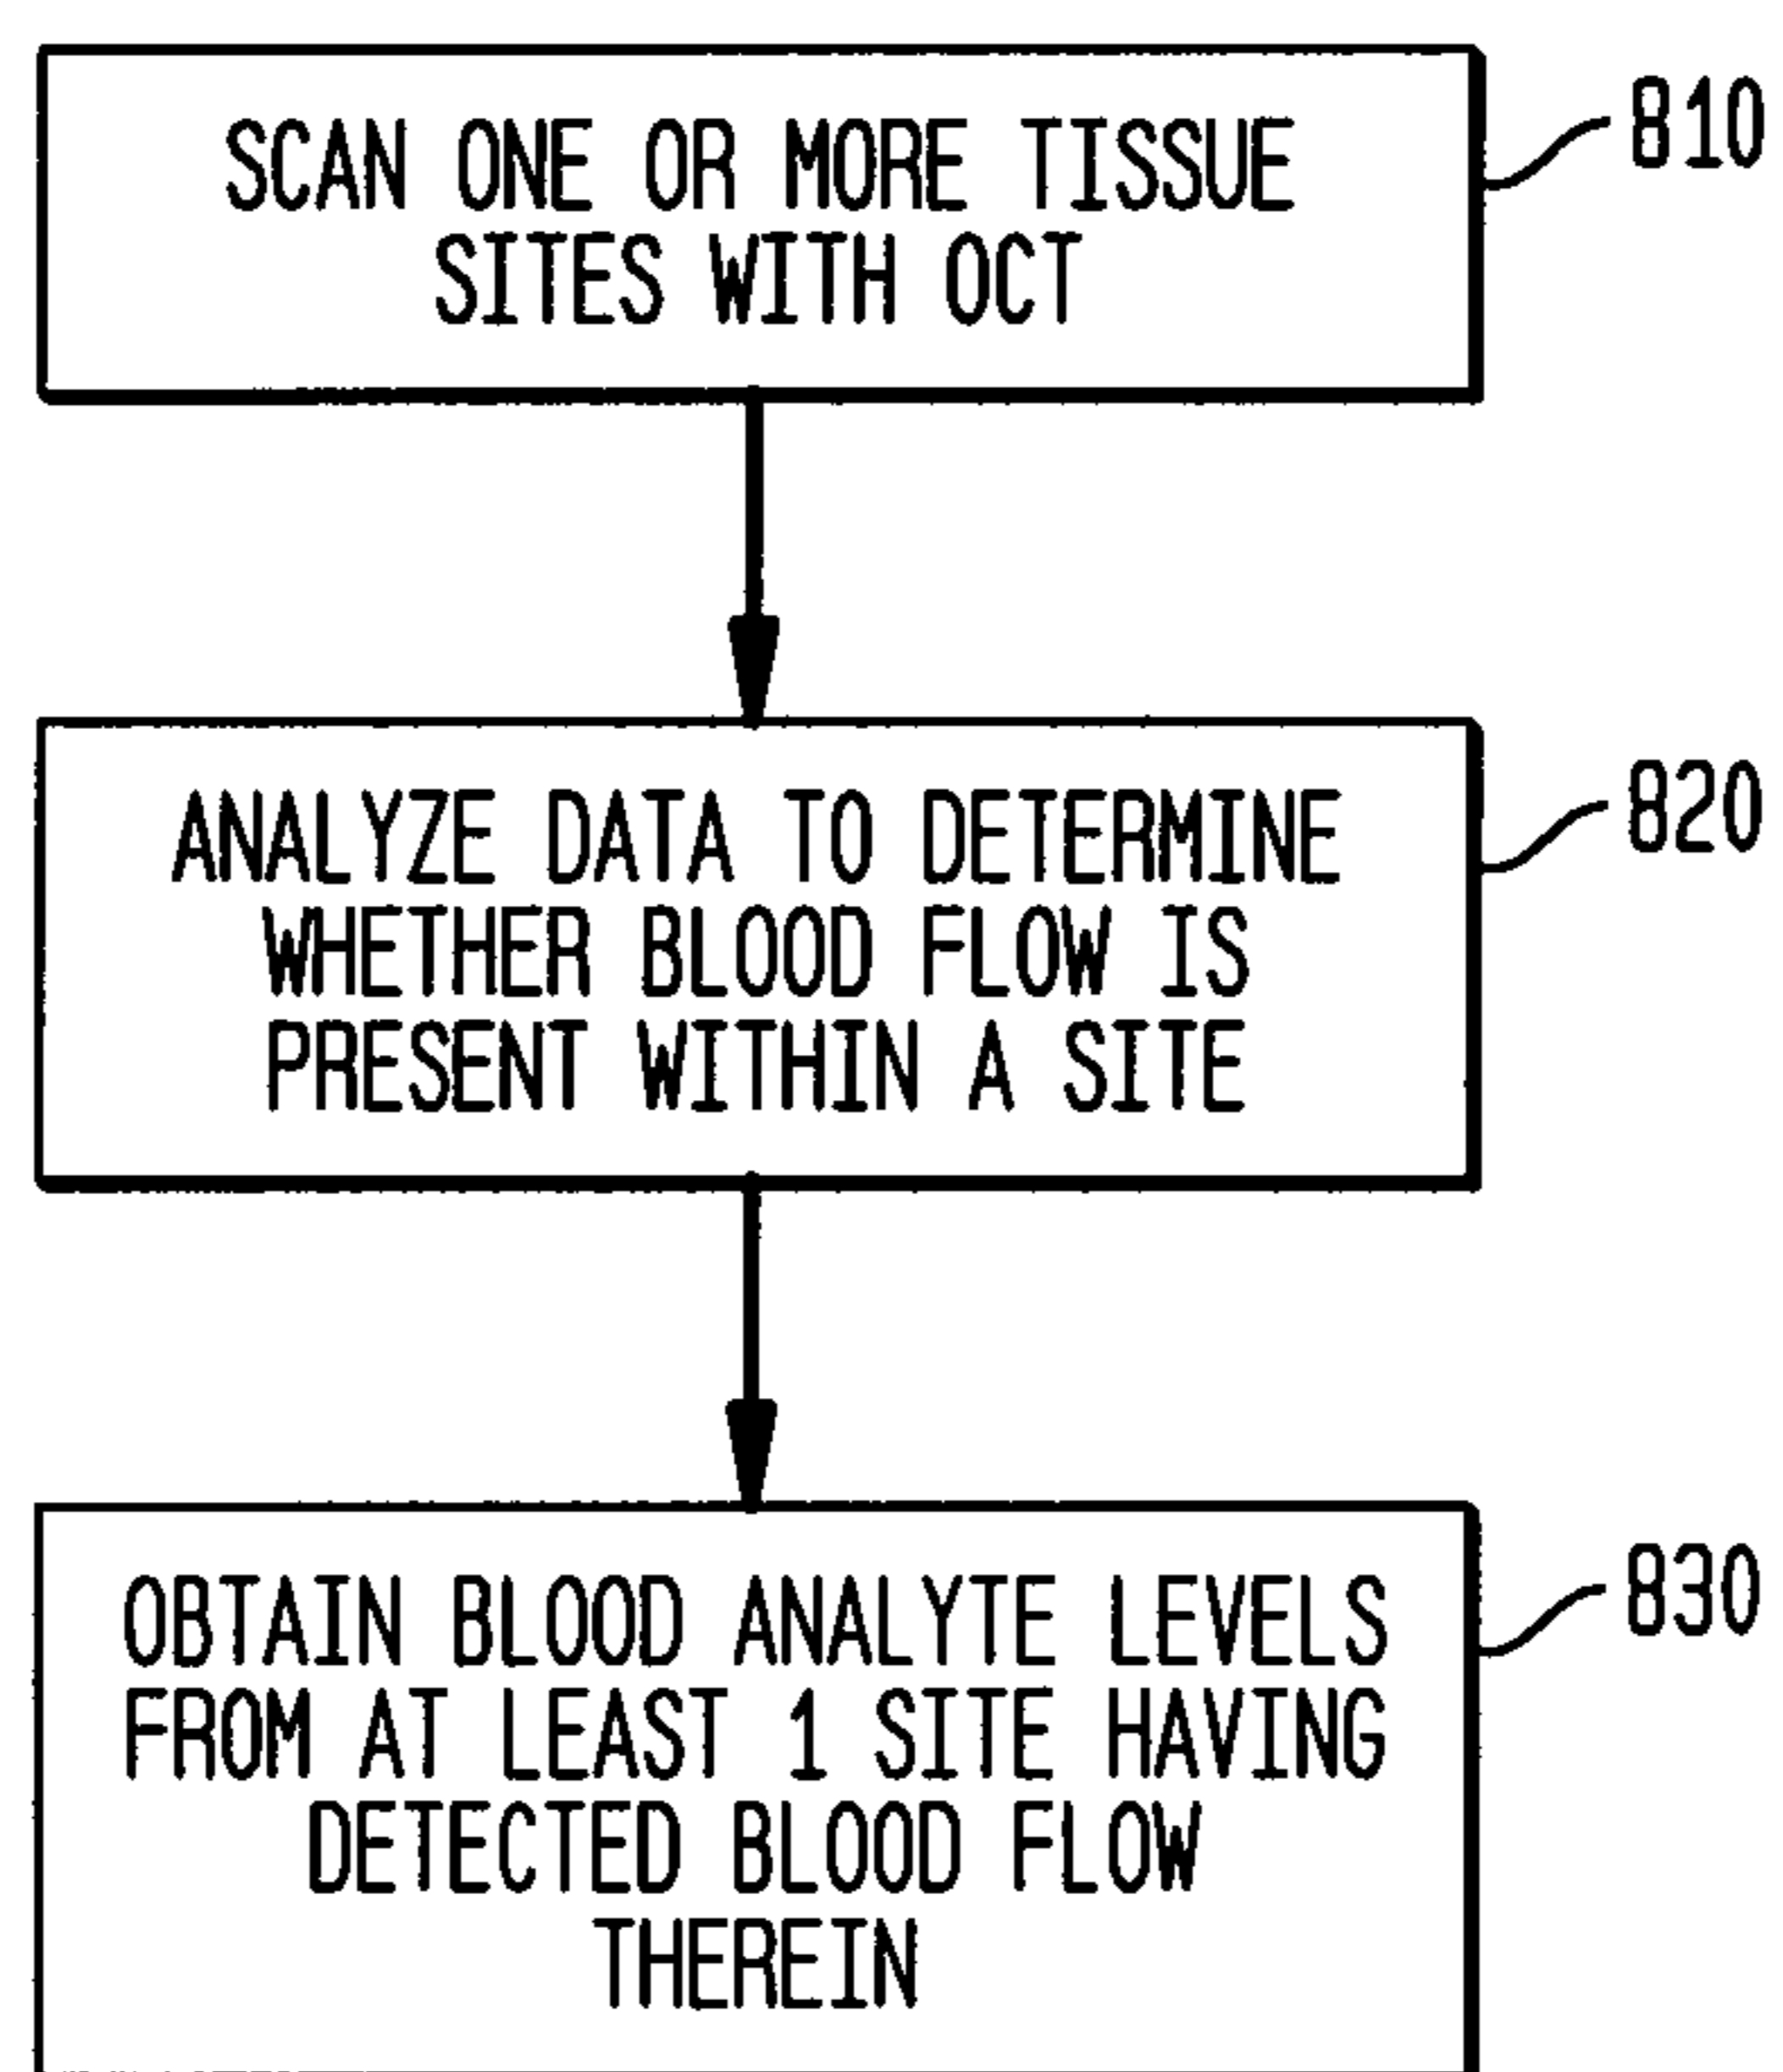 SCAN ONE OR MORE TISSUE
SITES WITH OCT
810
ANALYZE DATA TO DETERMINE
WHETHER BLOOD FLOW IS
PRESENT WITHIN A SITE
820
OBTAIN BLOOD ANALYTE LEVELS
FROM AT LEAST 1 SITE HAVING
DETECTED BLOOD FLOW
THEREIN
830